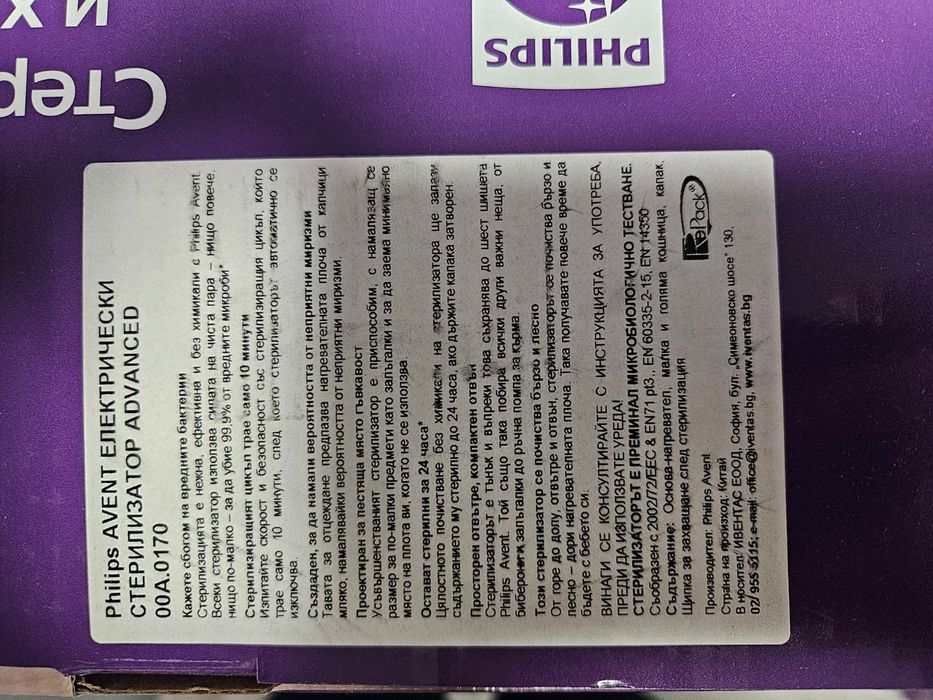 PHILIPS
Стер
и х
Philips AVENT ЕЛЕКТРИЧЕСКИ
СТЕРИЛИЗАТОР ADVANCED
00A.0170
Кажете сбогом на вредните бактерии
Стерилизацията е нежна, ефективна и без химикали с Philips Avent.
Всеки стерилизатор използва силата на чиста пара – нищо повече,
нищо по-малко – за да убие 99,9% от вредните микроби*
Стерилизиращият цикъл трае само 10 минути
Изпитайте скорост и безопасност със стерилизиращия цикъл, който
трае само 10 минути, след което стерилизаторът автоматично се
изключва.
Създаден, за да намали вероятността от неприятни миризми
Тавата за отцеждане предпазва нагревателната плоча от капчици
мляко, намалявайки вероятността от неприятни миризми.
Проектиран за пестяща място гъвкавост
Усъвършенстваният стерилизатор е приспособим, с намаляващ се
размер за по-малки предмети като залъгалки и за да заема минимално
място на плота ви, когато не се използва.
Остават стерилни за 24 часа*
Цялостното почистване без химикали на стерилизатора ще запази
съдържанието му стерилно до 24 часа, ако държите капака затворен.
Просторен отвътре, компактен отвън
Стерилизаторът е тънък и въпреки това съхранява до шест шишета
Philips Avent. Той също така побира всички други важни неща, от
биберони и залъгалки до ръчна помпа за кърма.
Този стерилизатор се почиства бързо и лесно
От горе до долу, отвътре и отвън, стерилизаторът се почиства бързо и
лесно – дори нагревателната плоча. Така получавате повече време да
бъдете с бебето си.
ВИНАГИ СЕ КОНСУЛТИРАЙТЕ С ИНСТРУКЦИЯТА ЗА УПОТРЕБА,
ПРЕДИ ДА ИЗПОЛЗВАТЕ УРЕДА!
СТЕРИЛИЗАТОРЪТ Е ПРЕМИНАЛ МИКРОБИОЛОГИЧНО ТЕСТВАНЕ.
Съобразен с 2002/72/EEC & EN71 pk3., EN 60335-2-15, EN 14350
Съдържание: Основа-нагревател, малка и голяма кошница, капак,
Щипка за захващане след стерилизация
Производител: Philips Avent
Страна на произход: Китай
Вносител: ИВЕНТАС ЕООД, София, бул. „Симеоновско шосе" 130,
02/ 955 5115; e-mail: office@iventas.bg, www.iventas.bg
RePack